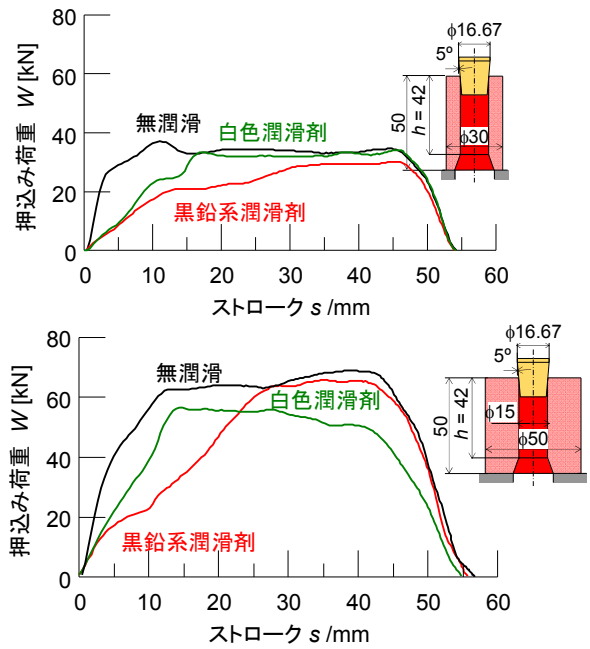 80
60
40
20
0
押込み荷重 W [kN]
無潤滑
白色潤滑剤
黒鉛系潤滑剤
0 10 20 30 40 50 60
ストローク s /mm
φ16.67
5º
50
h = 42
φ30
80
60
40
20
0
押込み荷重 W [kN]
無潤滑
白色潤滑剤
黒鉛系潤滑剤
0 10 20 30 40 50 60
ストローク s /mm
φ16.67
5º
50
h = 42
φ15
φ50